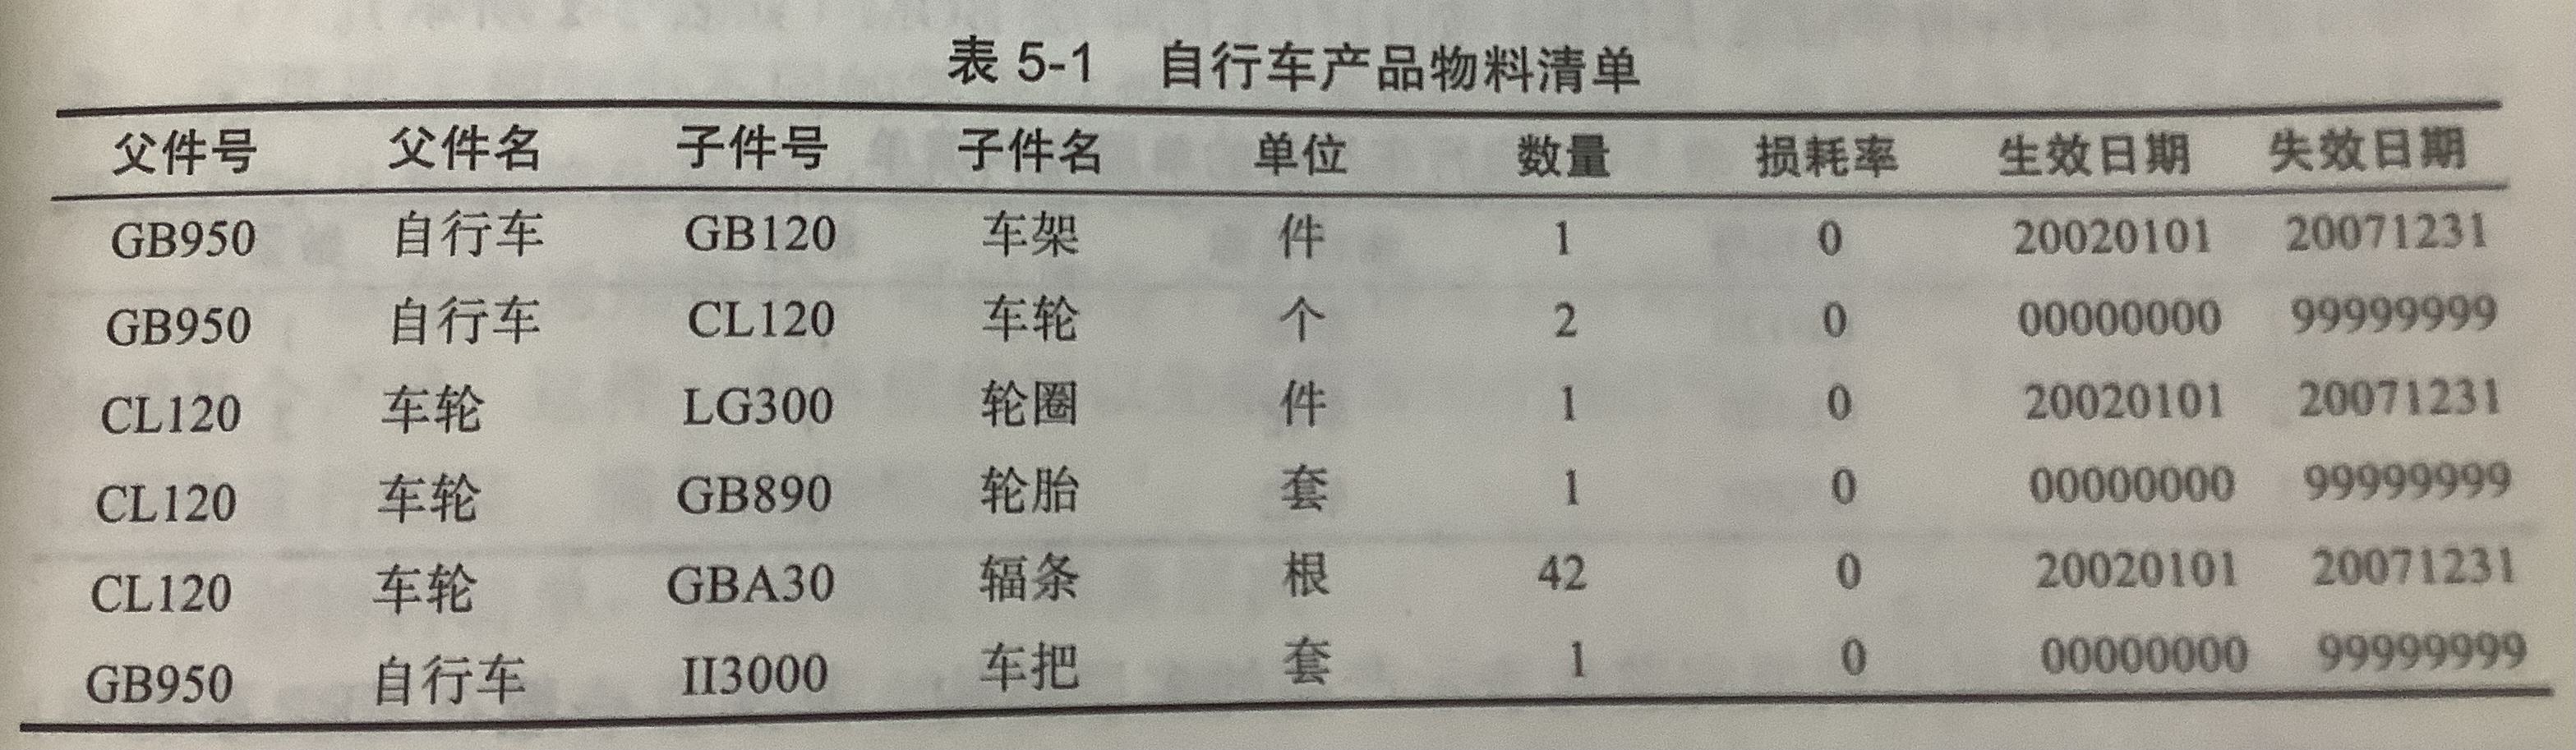 表 5-1 自行车产品物料清单
父件号 父件名 子件号 子件名 单位 数量 损耗率 生效日期 失效日期
GB950 自行车 GB120 车架 件 1 0 20020101 20071231
GB950 自行车 CL120 车轮 个 2 0 00000000 99999999
CL120 车轮 LG300 轮圈 件 1 0 20020101 20071231
CL120 车轮 GB890 轮胎 套 1 0 00000000 99999999
CL120 车轮 GBA30 辐条 根 42 0 20020101 20071231
GB950 自行车 II3000 车把 套 1 0 00000000 99999999